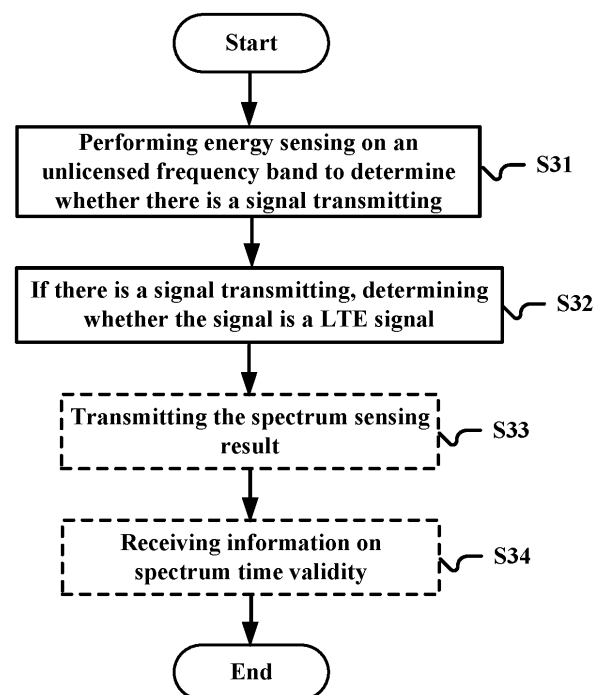 Start
Performing energy sensing on an
unlicensed frequency band to determine
whether there is a signal transmitting
S31
If there is a signal transmitting, determining
whether the signal is a LTE signal
S32
Transmitting the spectrum sensing
result
S33
Receiving information on
spectrum time validity
S34
End